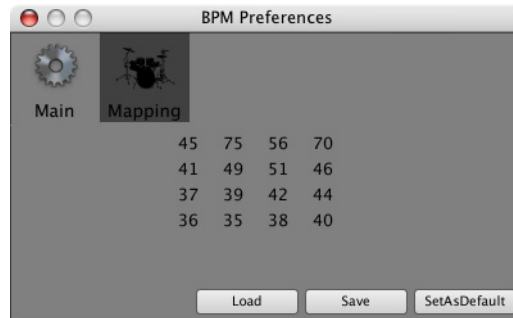 BPM Preferences
Main Mapping
45 75 56 70
41 49 51 46
37 39 42 44
36 35 38 40
Load Save SetAsDefault